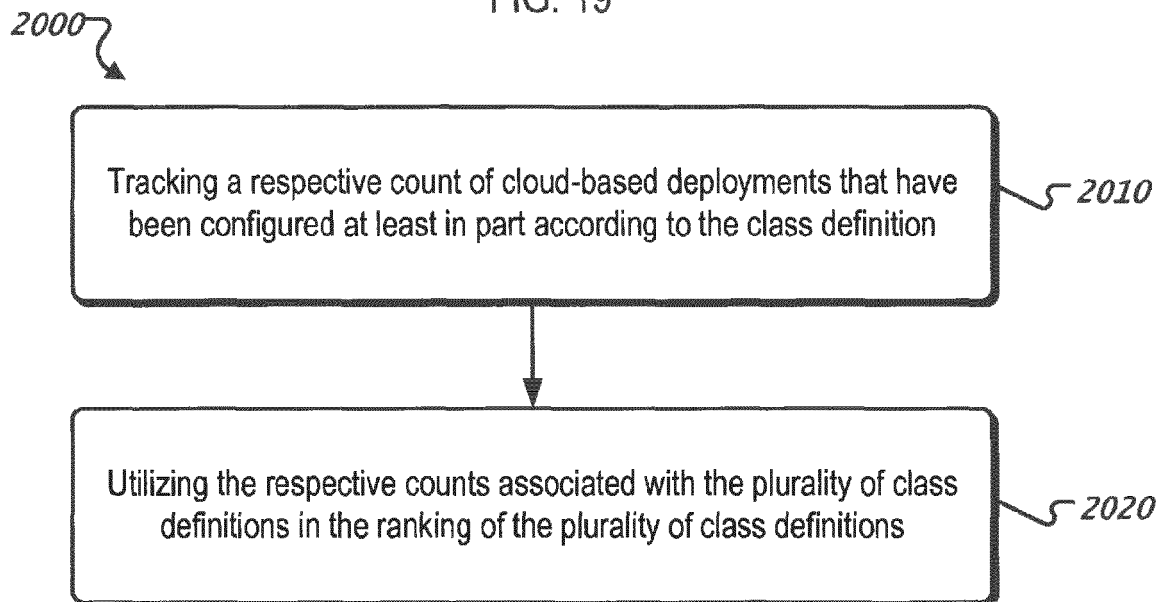 FIG. 19
2000
Tracking a respective count of cloud-based deployments that have
been configured at least in part according to the class definition
2010
Utilizing the respective counts associated with the plurality of class
definitions in the ranking of the plurality of class definitions
2020